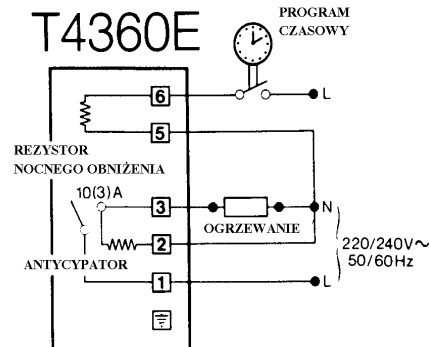 T4360E
PROGRAM
CZASOWY
6
L
5
REZYSTOR
NOCNEGO OBNIŻENIA
10(3)A
3
N
OGRZEWANIE
2
220/240V~
50/60Hz
ANTYCYPATOR
1
L